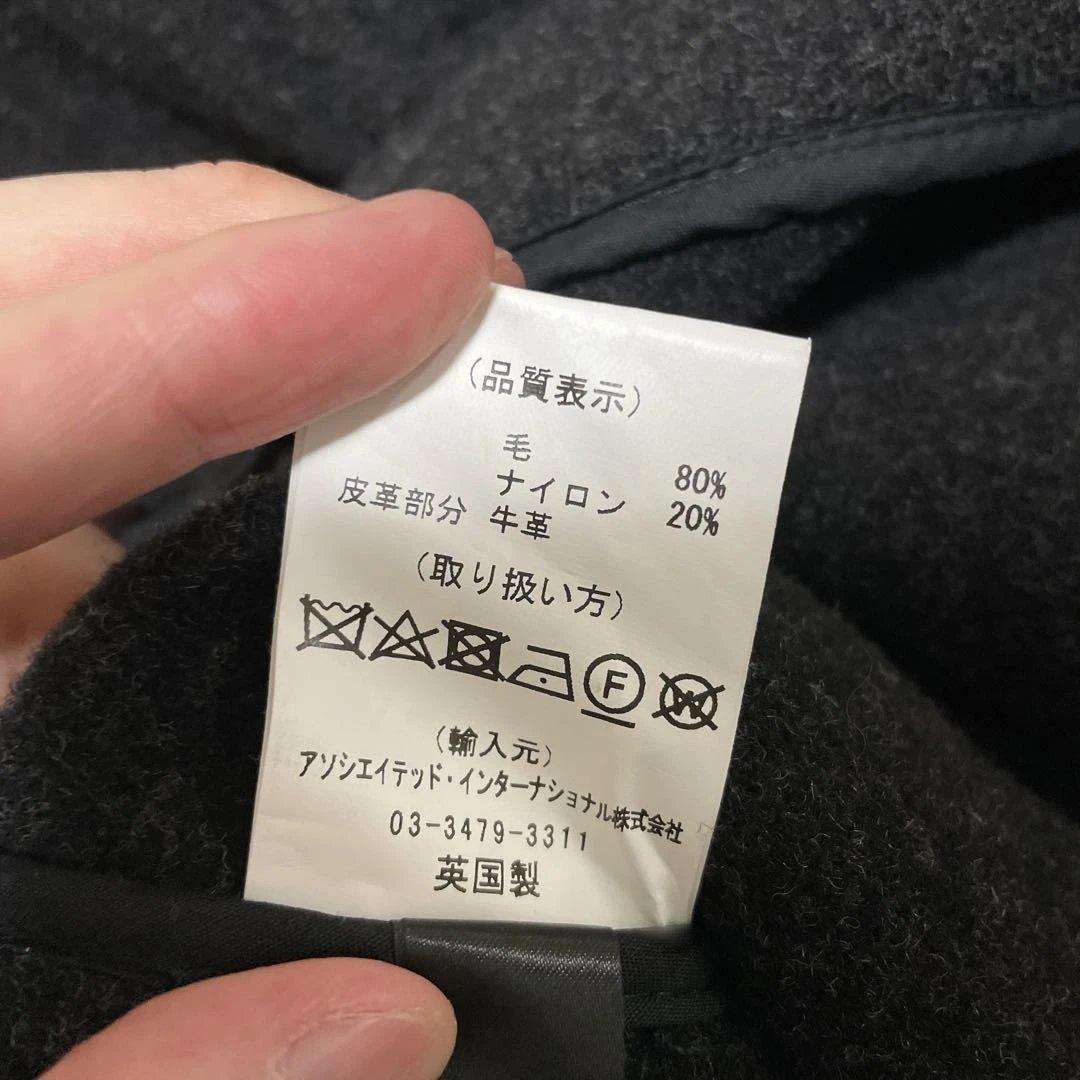 (品質表示)
毛 80%
ナイロン 20%
皮革部分 牛革
(取り扱い方)
F W
(輸入元)
アソシエイテッド・インターナショナル株式会社
03-3479-3311
英国製